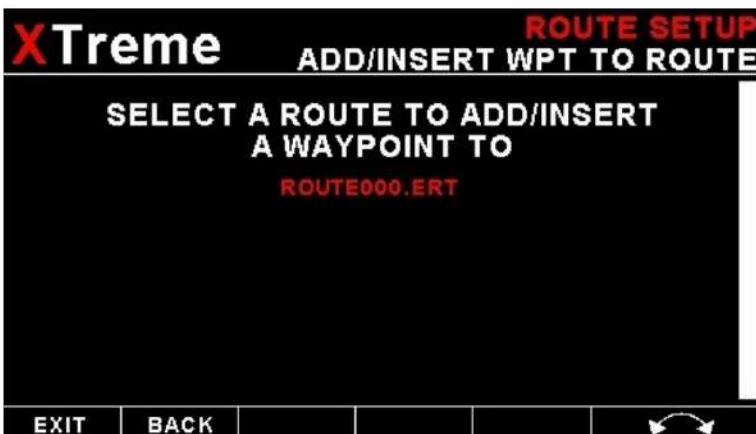 XTreme
ROUTE SETUP
ADD/INSERT WPT TO ROUTE
SELECT A ROUTE TO ADD/INSERT
A WAYPOINT TO
ROUTE000.ERT
EXIT BACK